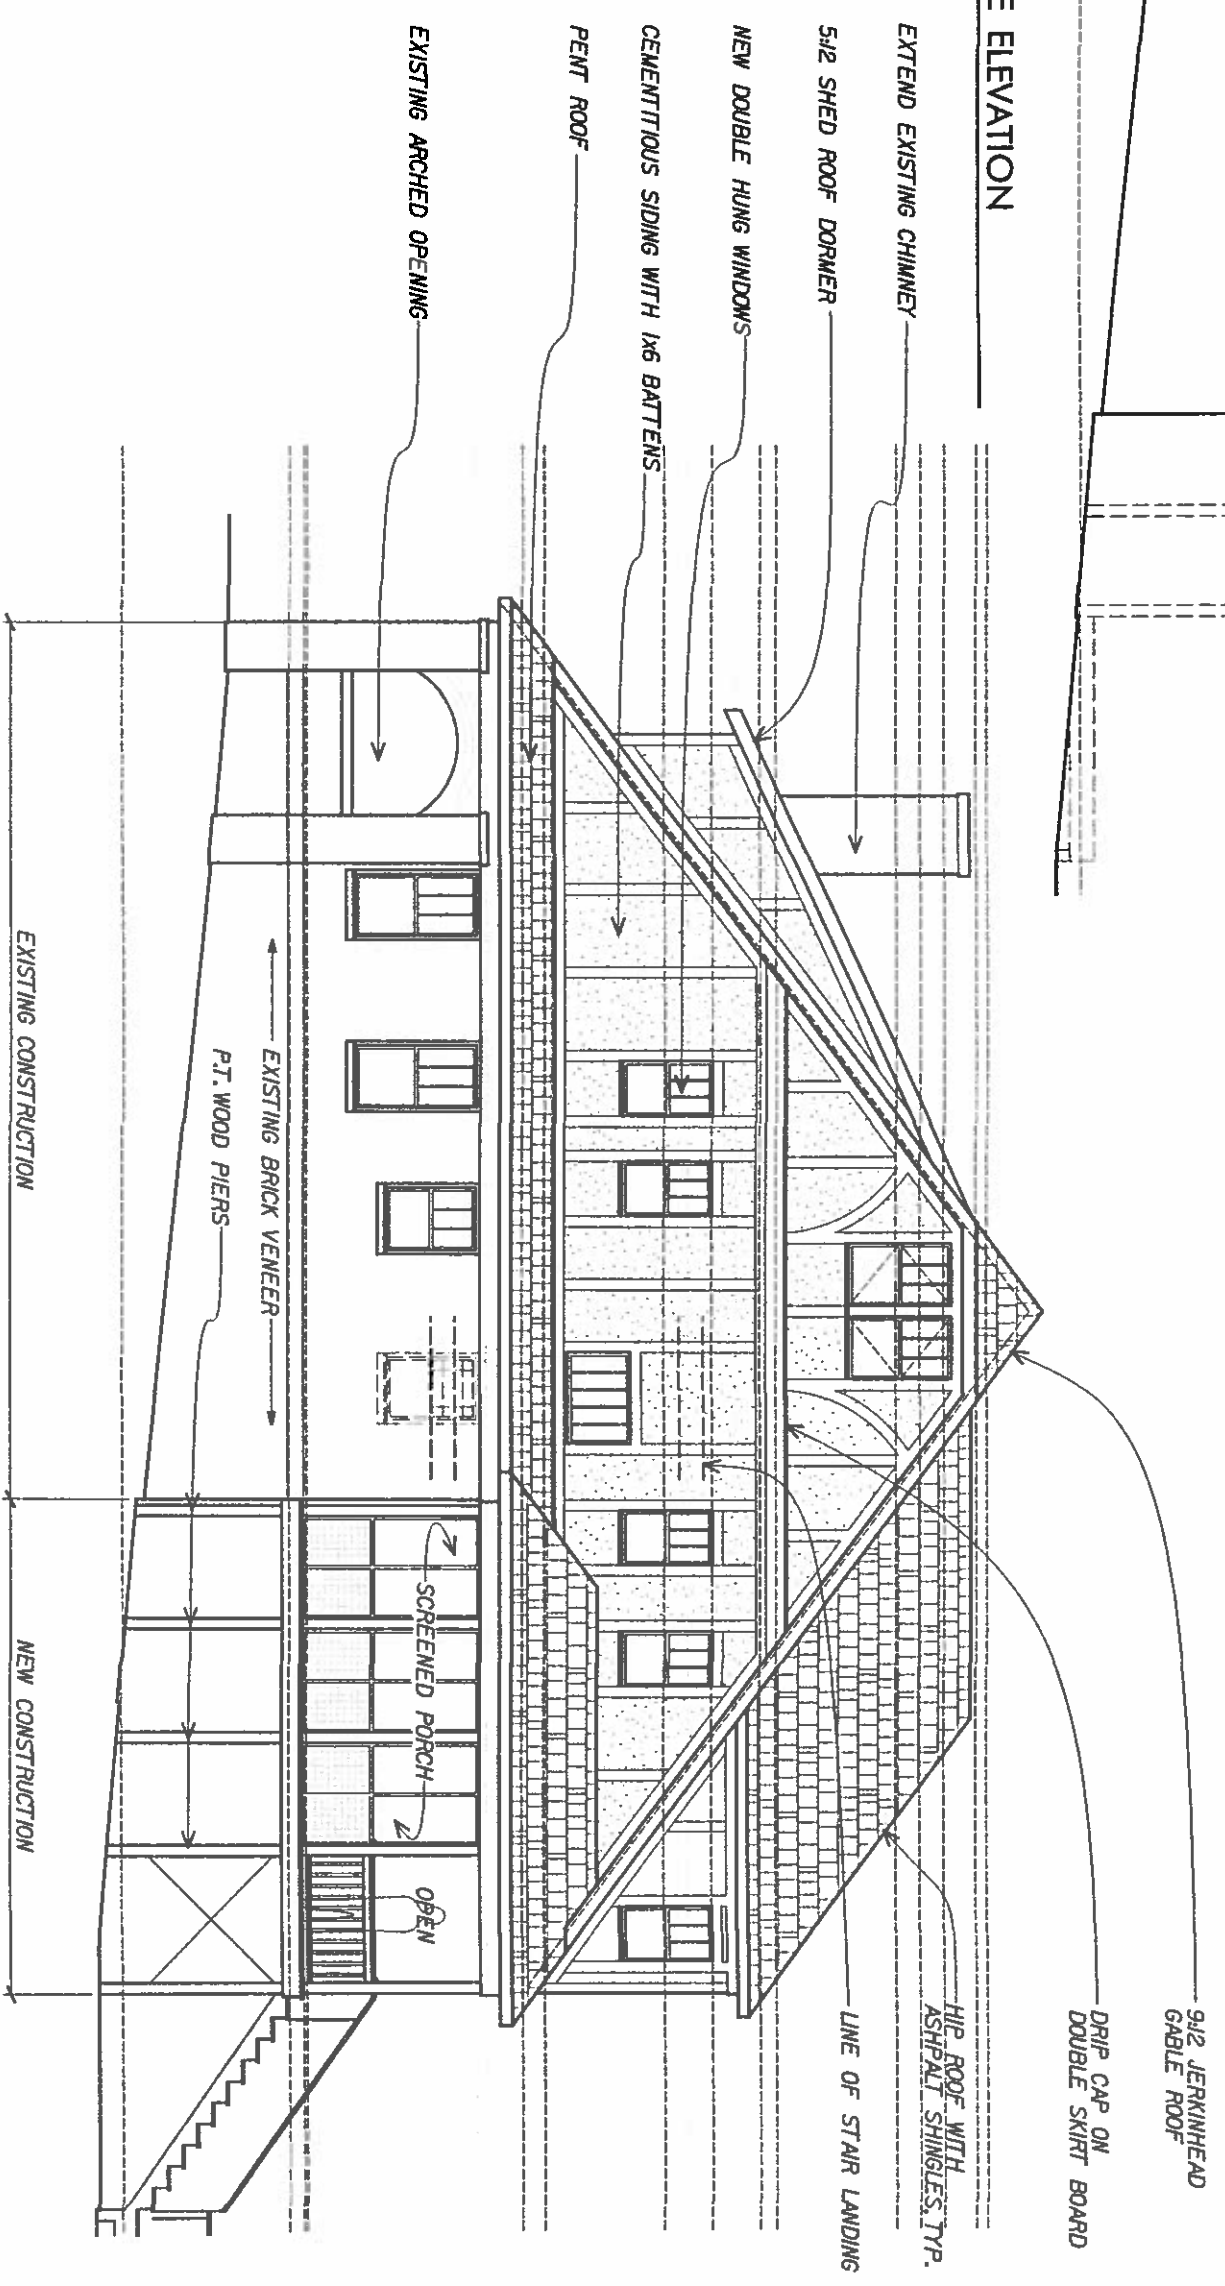 E ELEVATION
EXTEND EXISTING CHIMNEY
5:12 SHED ROOF DORMER
NEW DOUBLE HUNG WINDOWS
CEMENTITIOUS SIDING WITH 1x6 BATTENS
PENT ROOF
EXISTING ARCHED OPENING
9:12 JERKINHEAD
GABLE ROOF
DRIP CAP ON
DOUBLE SKIRT BOARD
HIP ROOF WITH
ASHPALT SHINGLES, TYP.
LINE OF STAIR LANDING
OPEN
SCREENED PORCH
EXISTING BRICK VENEER
P.T. WOOD PIERS
EXISTING CONSTRUCTION
NEW CONSTRUCTION